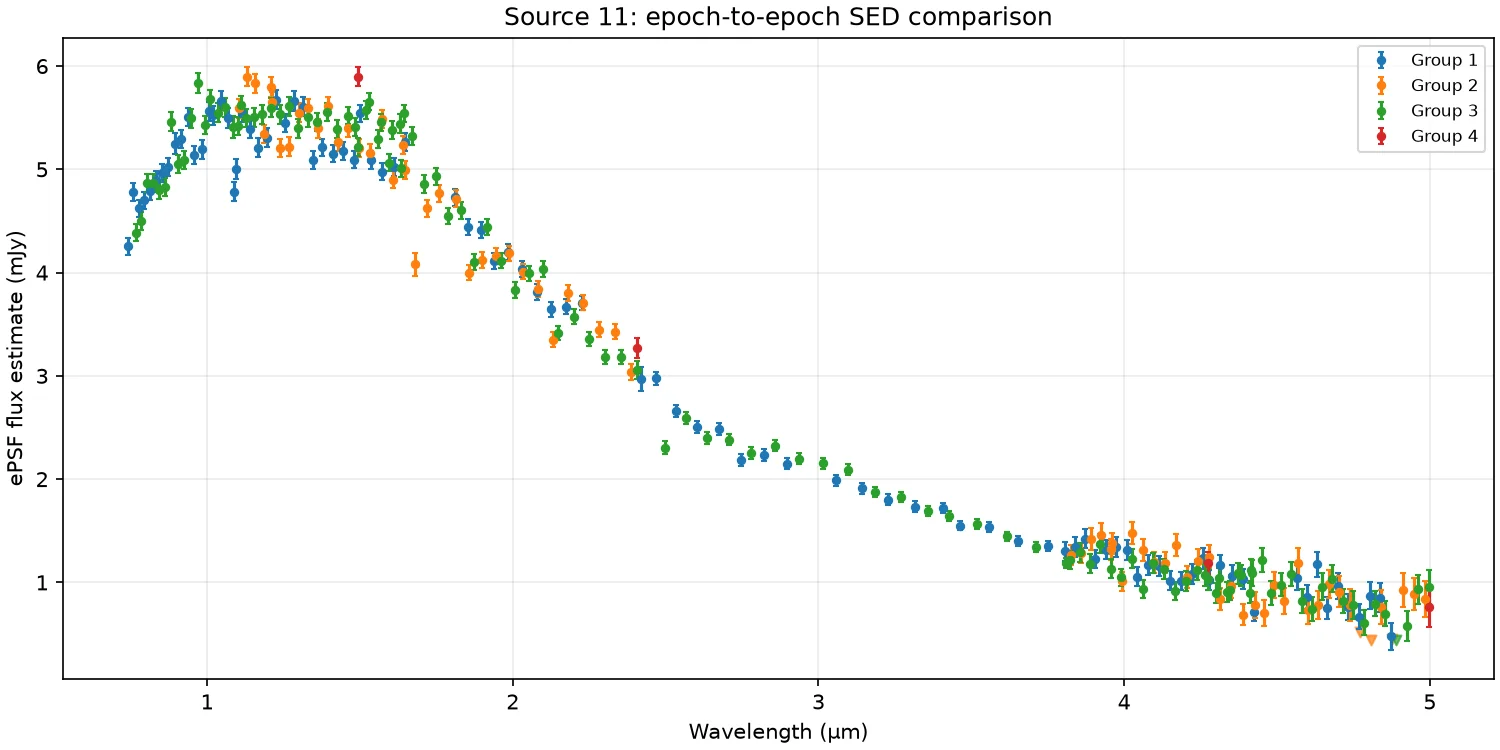 Source 11: epoch-to-epoch SED comparison
ePSF flux estimate (mJy)
6
5
4
3
2
1
Group 1
Group 2
Group 3
Group 4
1 2 3 4 5
Wavelength (μm)